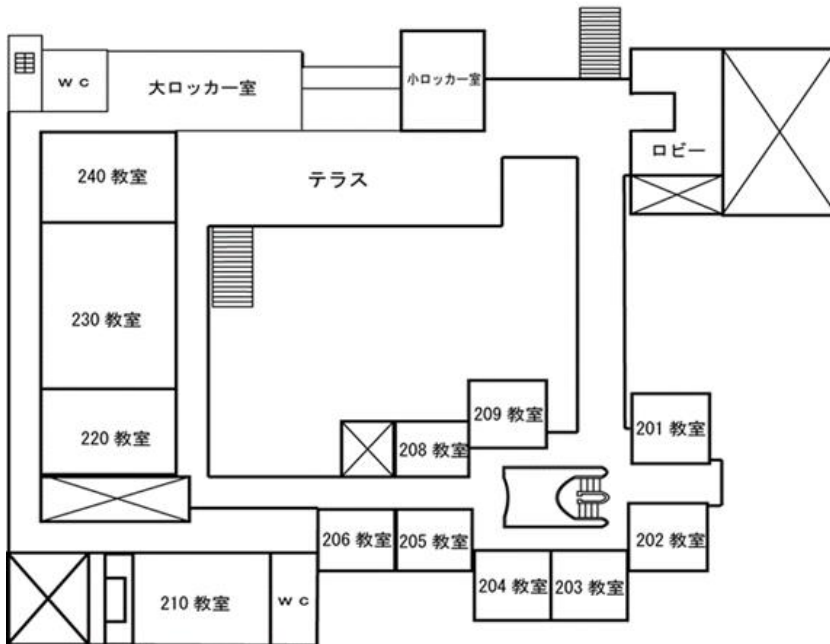 ＷＣ
大ロッカー室
小ロッカー室
ロビー
240 教室
テラス
230 教室
220 教室
209 教室
208 教室
201 教室
206 教室
205 教室
202 教室
204 教室
203 教室
210 教室
ＷＣ